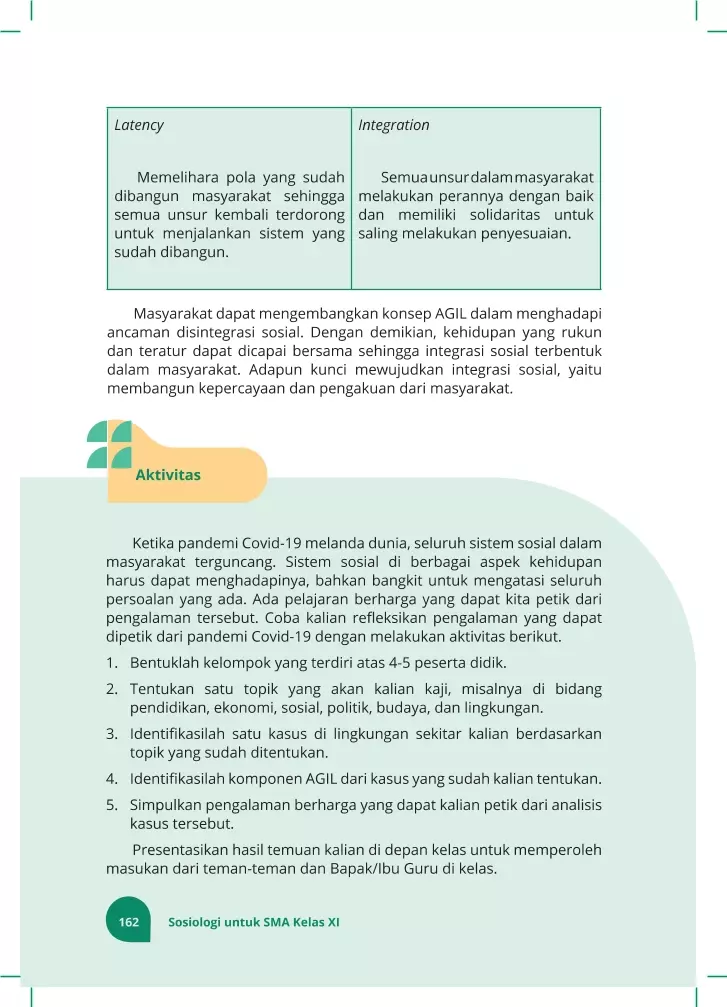 Latency
Memelihara pola yang sudah
dibangun masyarakat sehingga
semua unsur kembali terdorong
untuk menjalankan sistem yang
sudah dibangun.
Integration
Semua unsur dalam masyarakat
melakukan perannya dengan baik
dan memiliki solidaritas untuk
saling melakukan penyesuaian.
Masyarakat dapat mengembangkan konsep AGIL dalam menghadapi
ancaman disintegrasi sosial. Dengan demikian, kehidupan yang rukun
dan teratur dapat dicapai bersama sehingga integrasi sosial terbentuk
dalam masyarakat. Adapun kunci mewujudkan integrasi sosial, yaitu
membangun kepercayaan dan pengakuan dari masyarakat.
Aktivitas
Ketika pandemi Covid-19 melanda dunia, seluruh sistem sosial dalam
masyarakat terguncang. Sistem sosial di berbagai aspek kehidupan
harus dapat menghadapinya, bahkan bangkit untuk mengatasi seluruh
persoalan yang ada. Ada pelajaran berharga yang dapat kita petik dari
pengalaman tersebut. Coba kalian refleksikan pengalaman yang dapat
dipetik dari pandemi Covid-19 dengan melakukan aktivitas berikut.
1. Bentuklah kelompok yang terdiri atas 4-5 peserta didik.
2. Tentukan satu topik yang akan kalian kaji, misalnya di bidang
pendidikan, ekonomi, sosial, politik, budaya, dan lingkungan.
3. Identifikasilah satu kasus di lingkungan sekitar kalian berdasarkan
topik yang sudah ditentukan.
4. Identifikasilah komponen AGIL dari kasus yang sudah kalian tentukan.
5. Simpulkan pengalaman berharga yang dapat kalian petik dari analisis
kasus tersebut.
Presentasikan hasil temuan kalian di depan kelas untuk memperoleh
masukan dari teman-teman dan Bapak/Ibu Guru di kelas.
162 Sosiologi untuk SMA Kelas XI